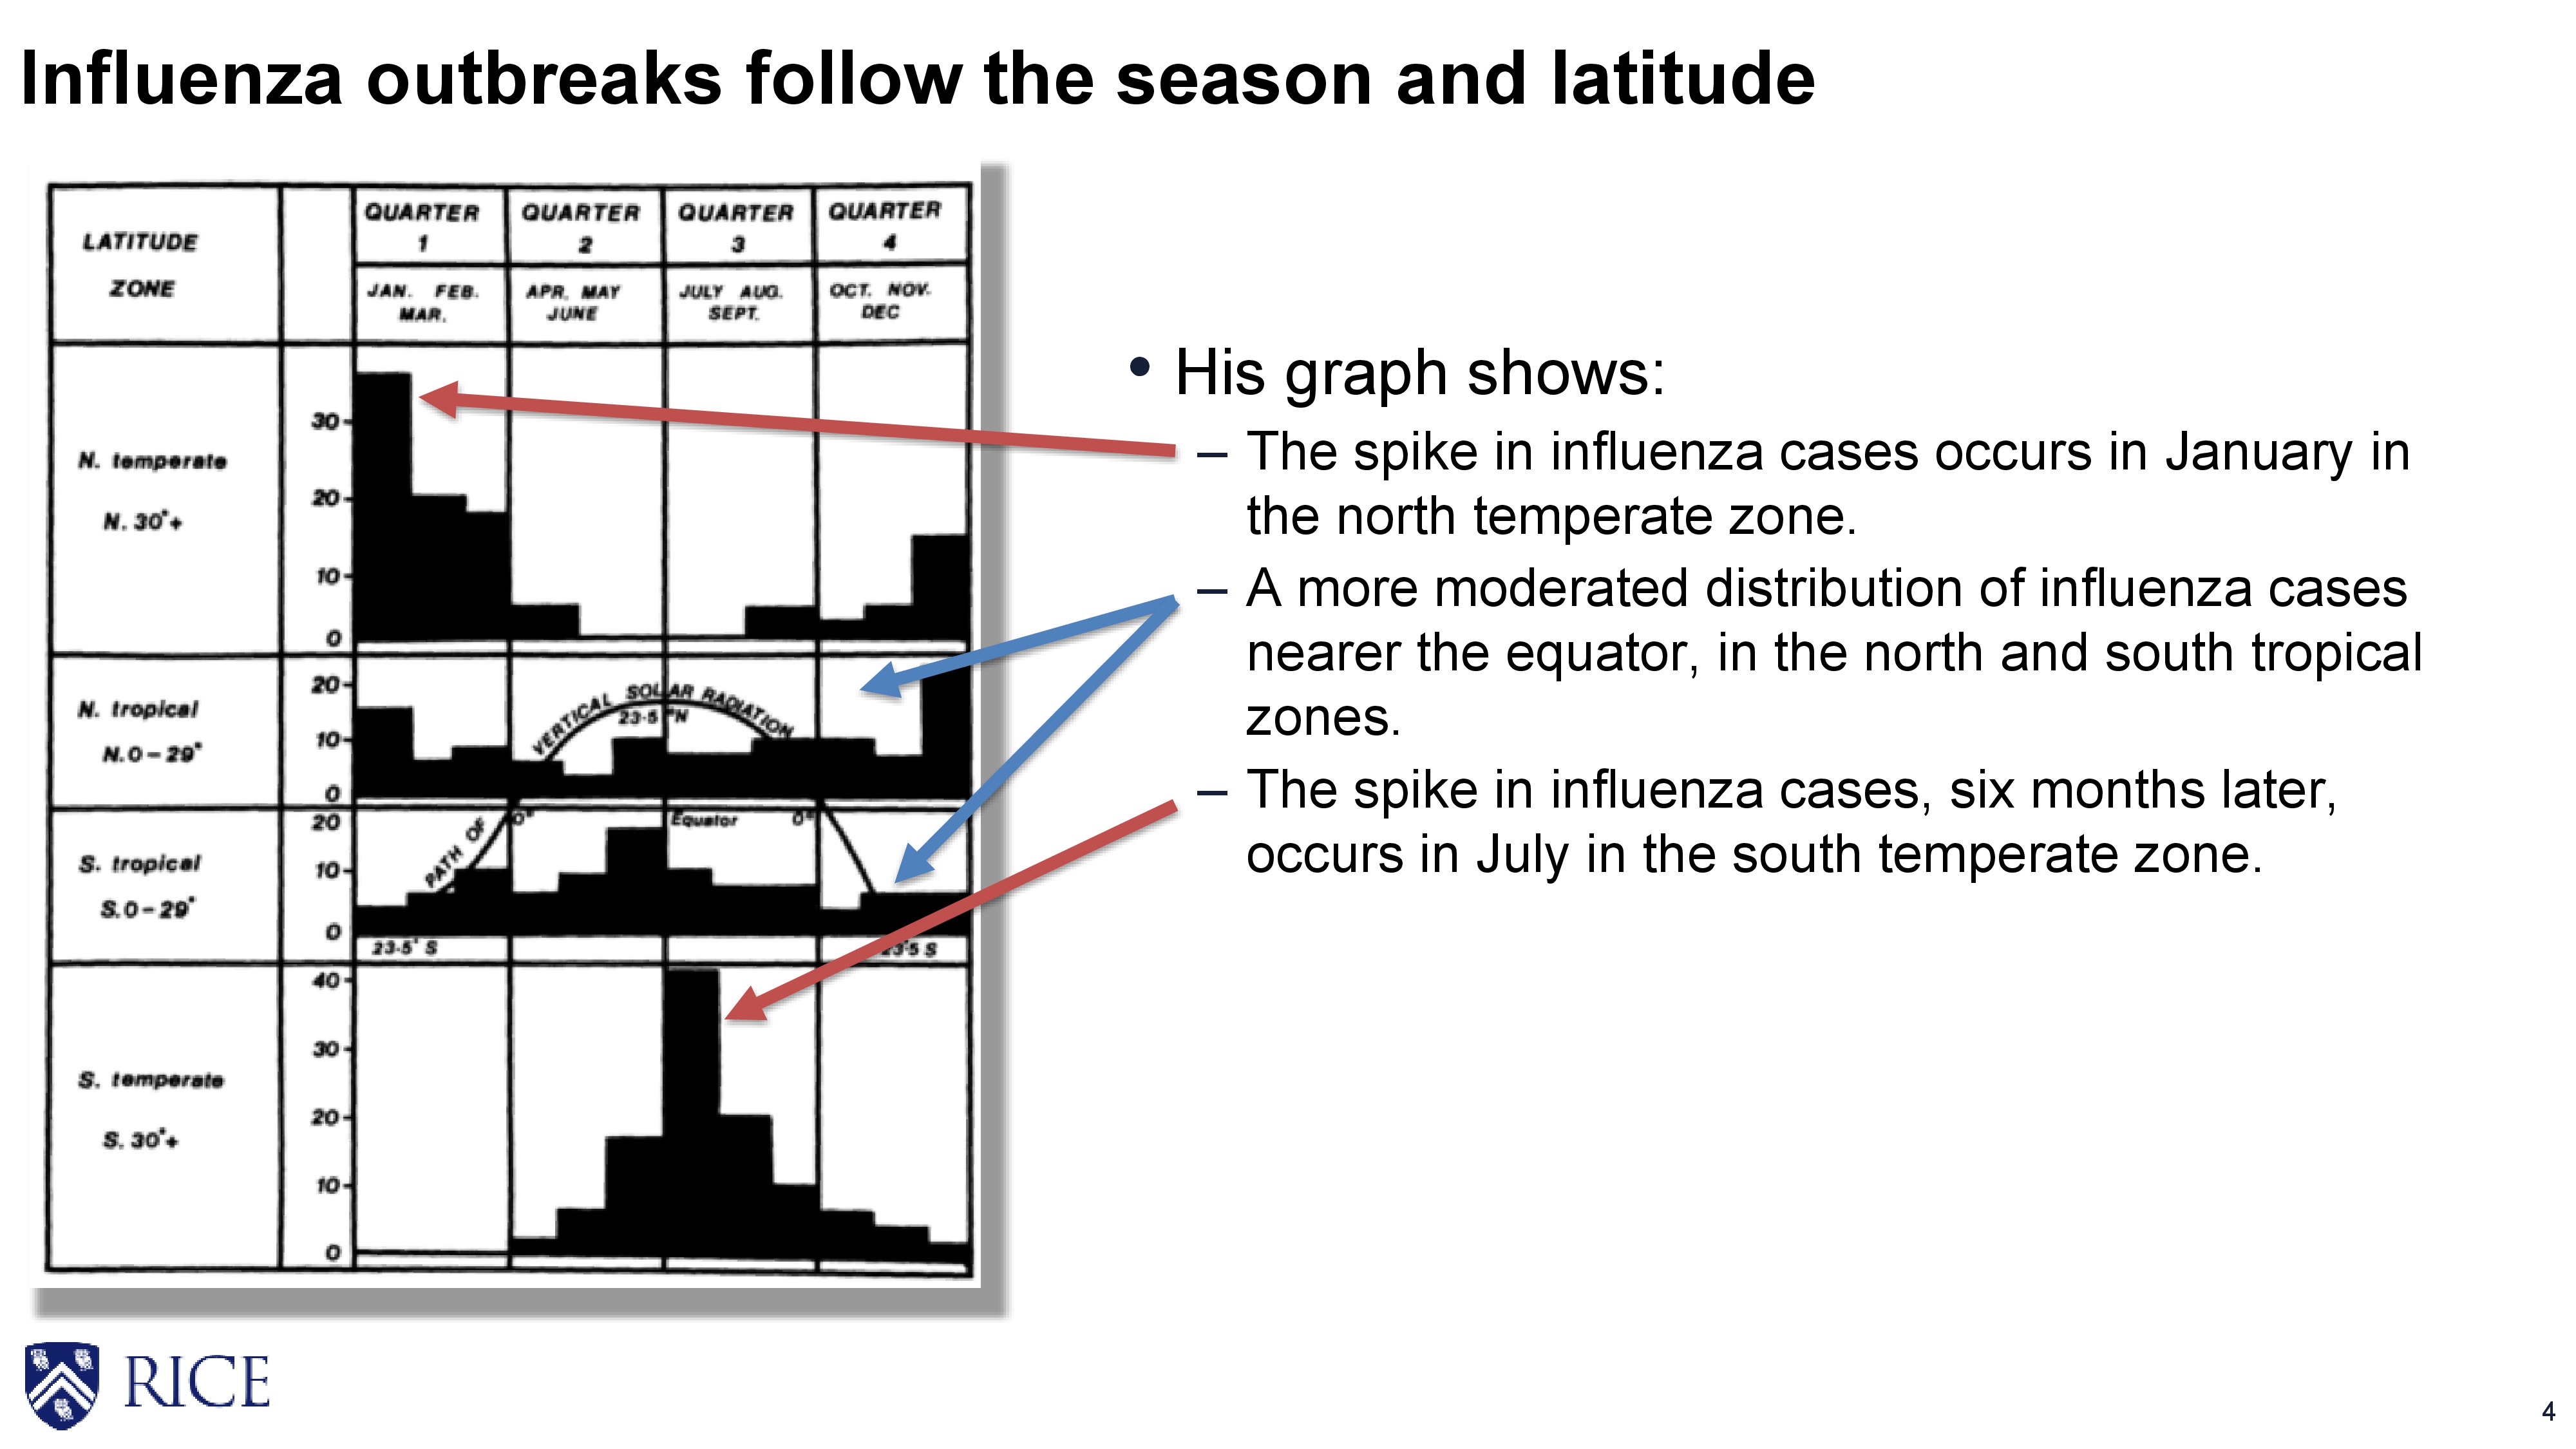 Influenza outbreaks follow the season and latitude
LATITUDE
ZONE
QUARTER
1
QUARTER
2
QUARTER
3
QUARTER
4
JAN. FEB.
MAR.
APR. MAY
JUNE
JULY AUG.
SEPT.
OCT. NOV.
DEC
N. temperate
N. 30°+
30
20
10
0
N. tropical
N. 0-29°
20
10
0
VERTICAL SOLAR RADIATION
23·5 °N
S. tropical
S. 0-29°
20
10
0
PATH OF
0°
Equator
0°
23·5° S
23·5 S
S. temperate
S. 30°+
40
30
20
10
0
• His graph shows:
– The spike in influenza cases occurs in January in
the north temperate zone.
– A more moderated distribution of influenza cases
nearer the equator, in the north and south tropical
zones.
– The spike in influenza cases, six months later,
occurs in July in the south temperate zone.
RICE
4